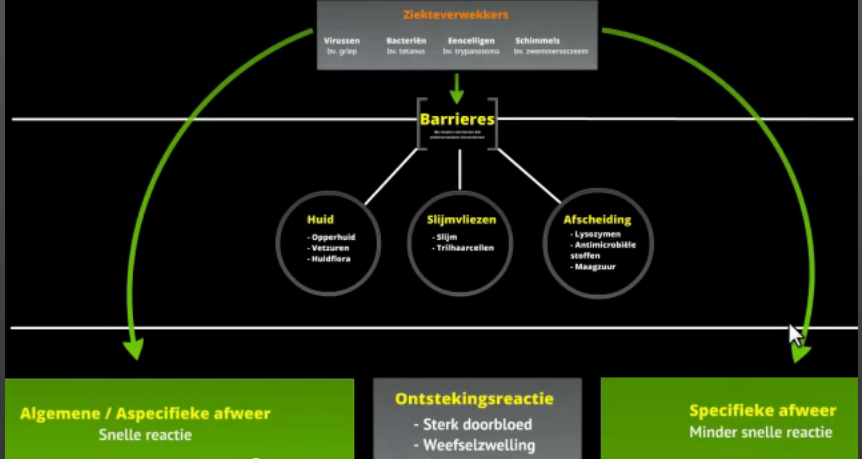 Ziekteverwekkers
Virussen Bacteriën Eencelligen Schimmels
bv. griep bv. tetanus bv. trypanosoma bv. zwemmerseczeem
Barrieres
Huid
- Opperhuid
- Vetzuren
- Huidflora
Slijmvliezen
- Slijm
- Trilhaarcellen
Afscheiding
- Lysozymen
- Antimicrobiële
stoffen
- Maagzuur
Algemene / Aspecifieke afweer
Snelle reactie
Ontstekingsreactie
- Sterk doorbloed
- Weefselzwelling
Specifieke afweer
Minder snelle reactie